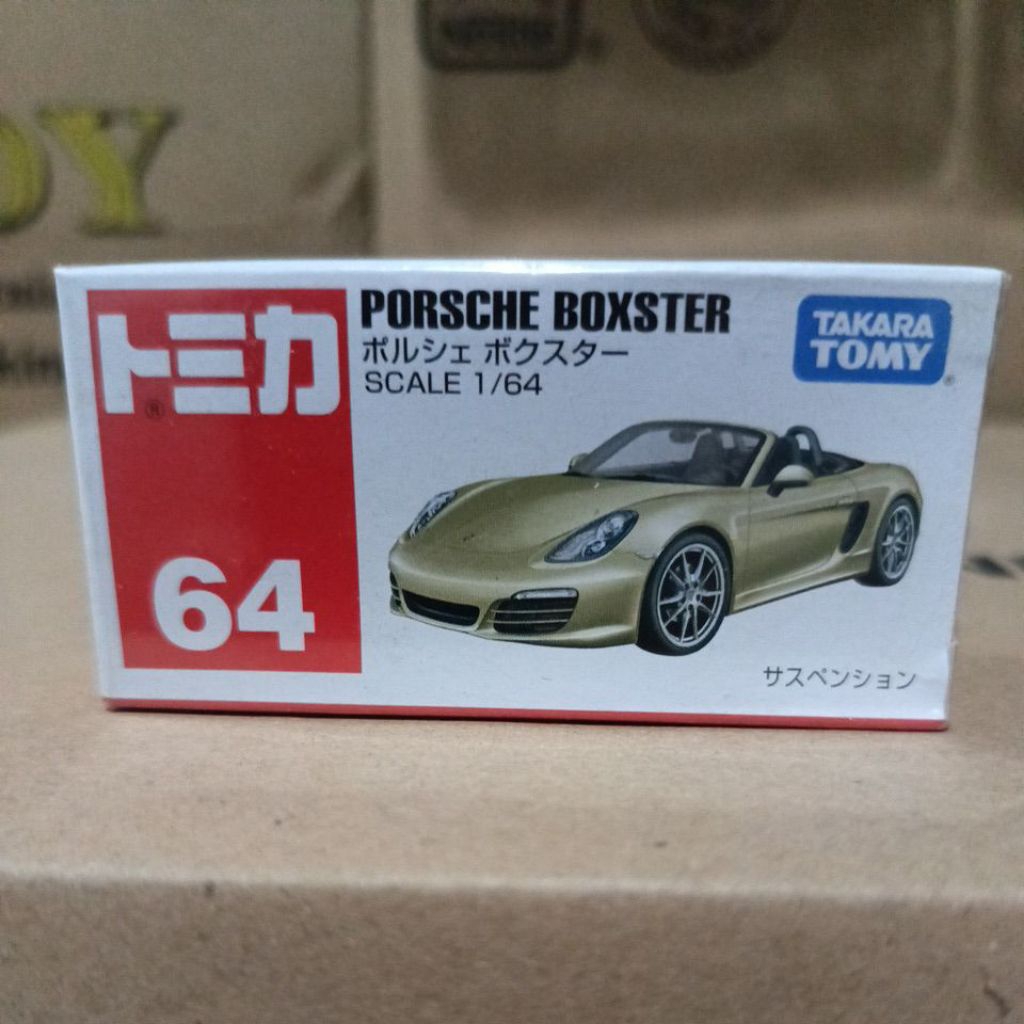 トミカ®
64
PORSCHE BOXSTER
ポルシェ ボクスター
SCALE 1/64
TAKARA
TOMY®
サスペンション
OY